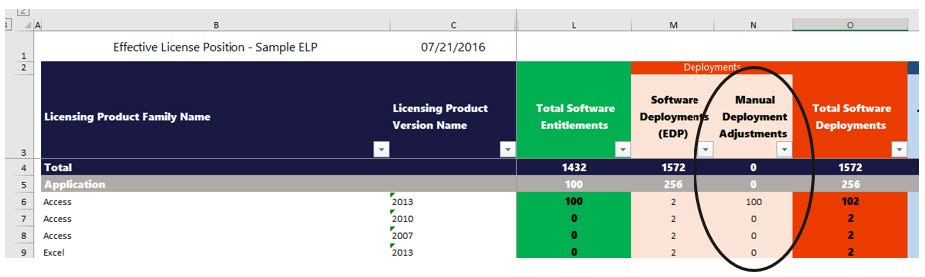 2
1
A
B
C
L
M
N
O
1 Effective License Position - Sample ELP 07/21/2016
2 Deployments
3 Licensing Product Family Name
Licensing Product
Version Name
Total Software
Entitlements
Software
Deployments
(EDP)
Manual
Deployment
Adjustments
Total Software
Deployments
4 Total 1432 1572 0 1572
5 Application 100 256 0 256
6 Access 2013 100 2 100 102
7 Access 2010 0 2 0 2
8 Access 2007 0 2 0 2
9 Excel 2013 0 2 0 2